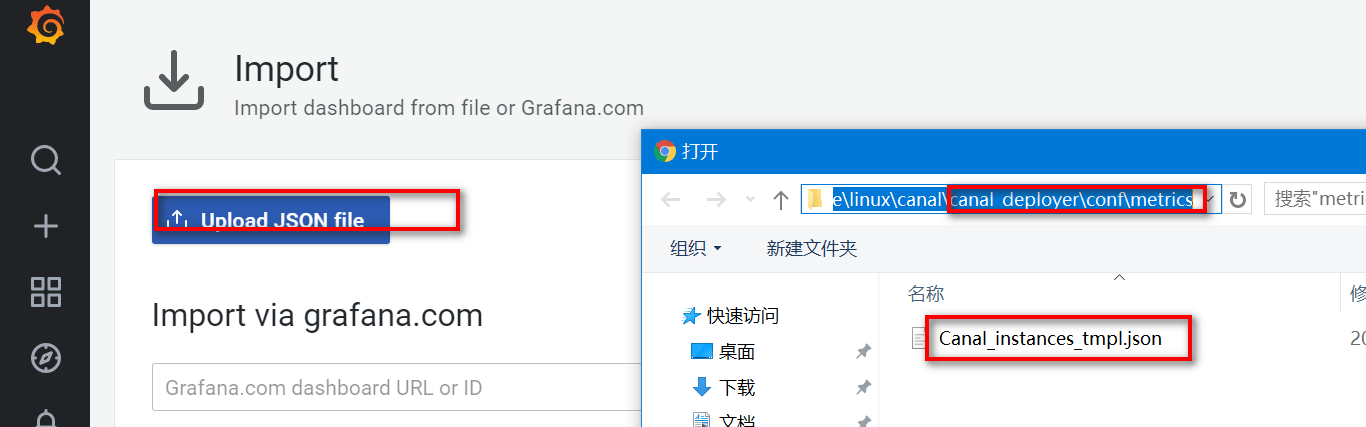 Import
Import dashboard from file or Grafana.com
Upload JSON file
Import via grafana.com
Grafana.com dashboard URL or ID
打开
e\linux\canal\canal_deployer\conf\metrics
搜索"metric
组织
新建文件夹
名称
修
快速访问
Canal_instances_tmpl.json
20
桌面
下载
文档